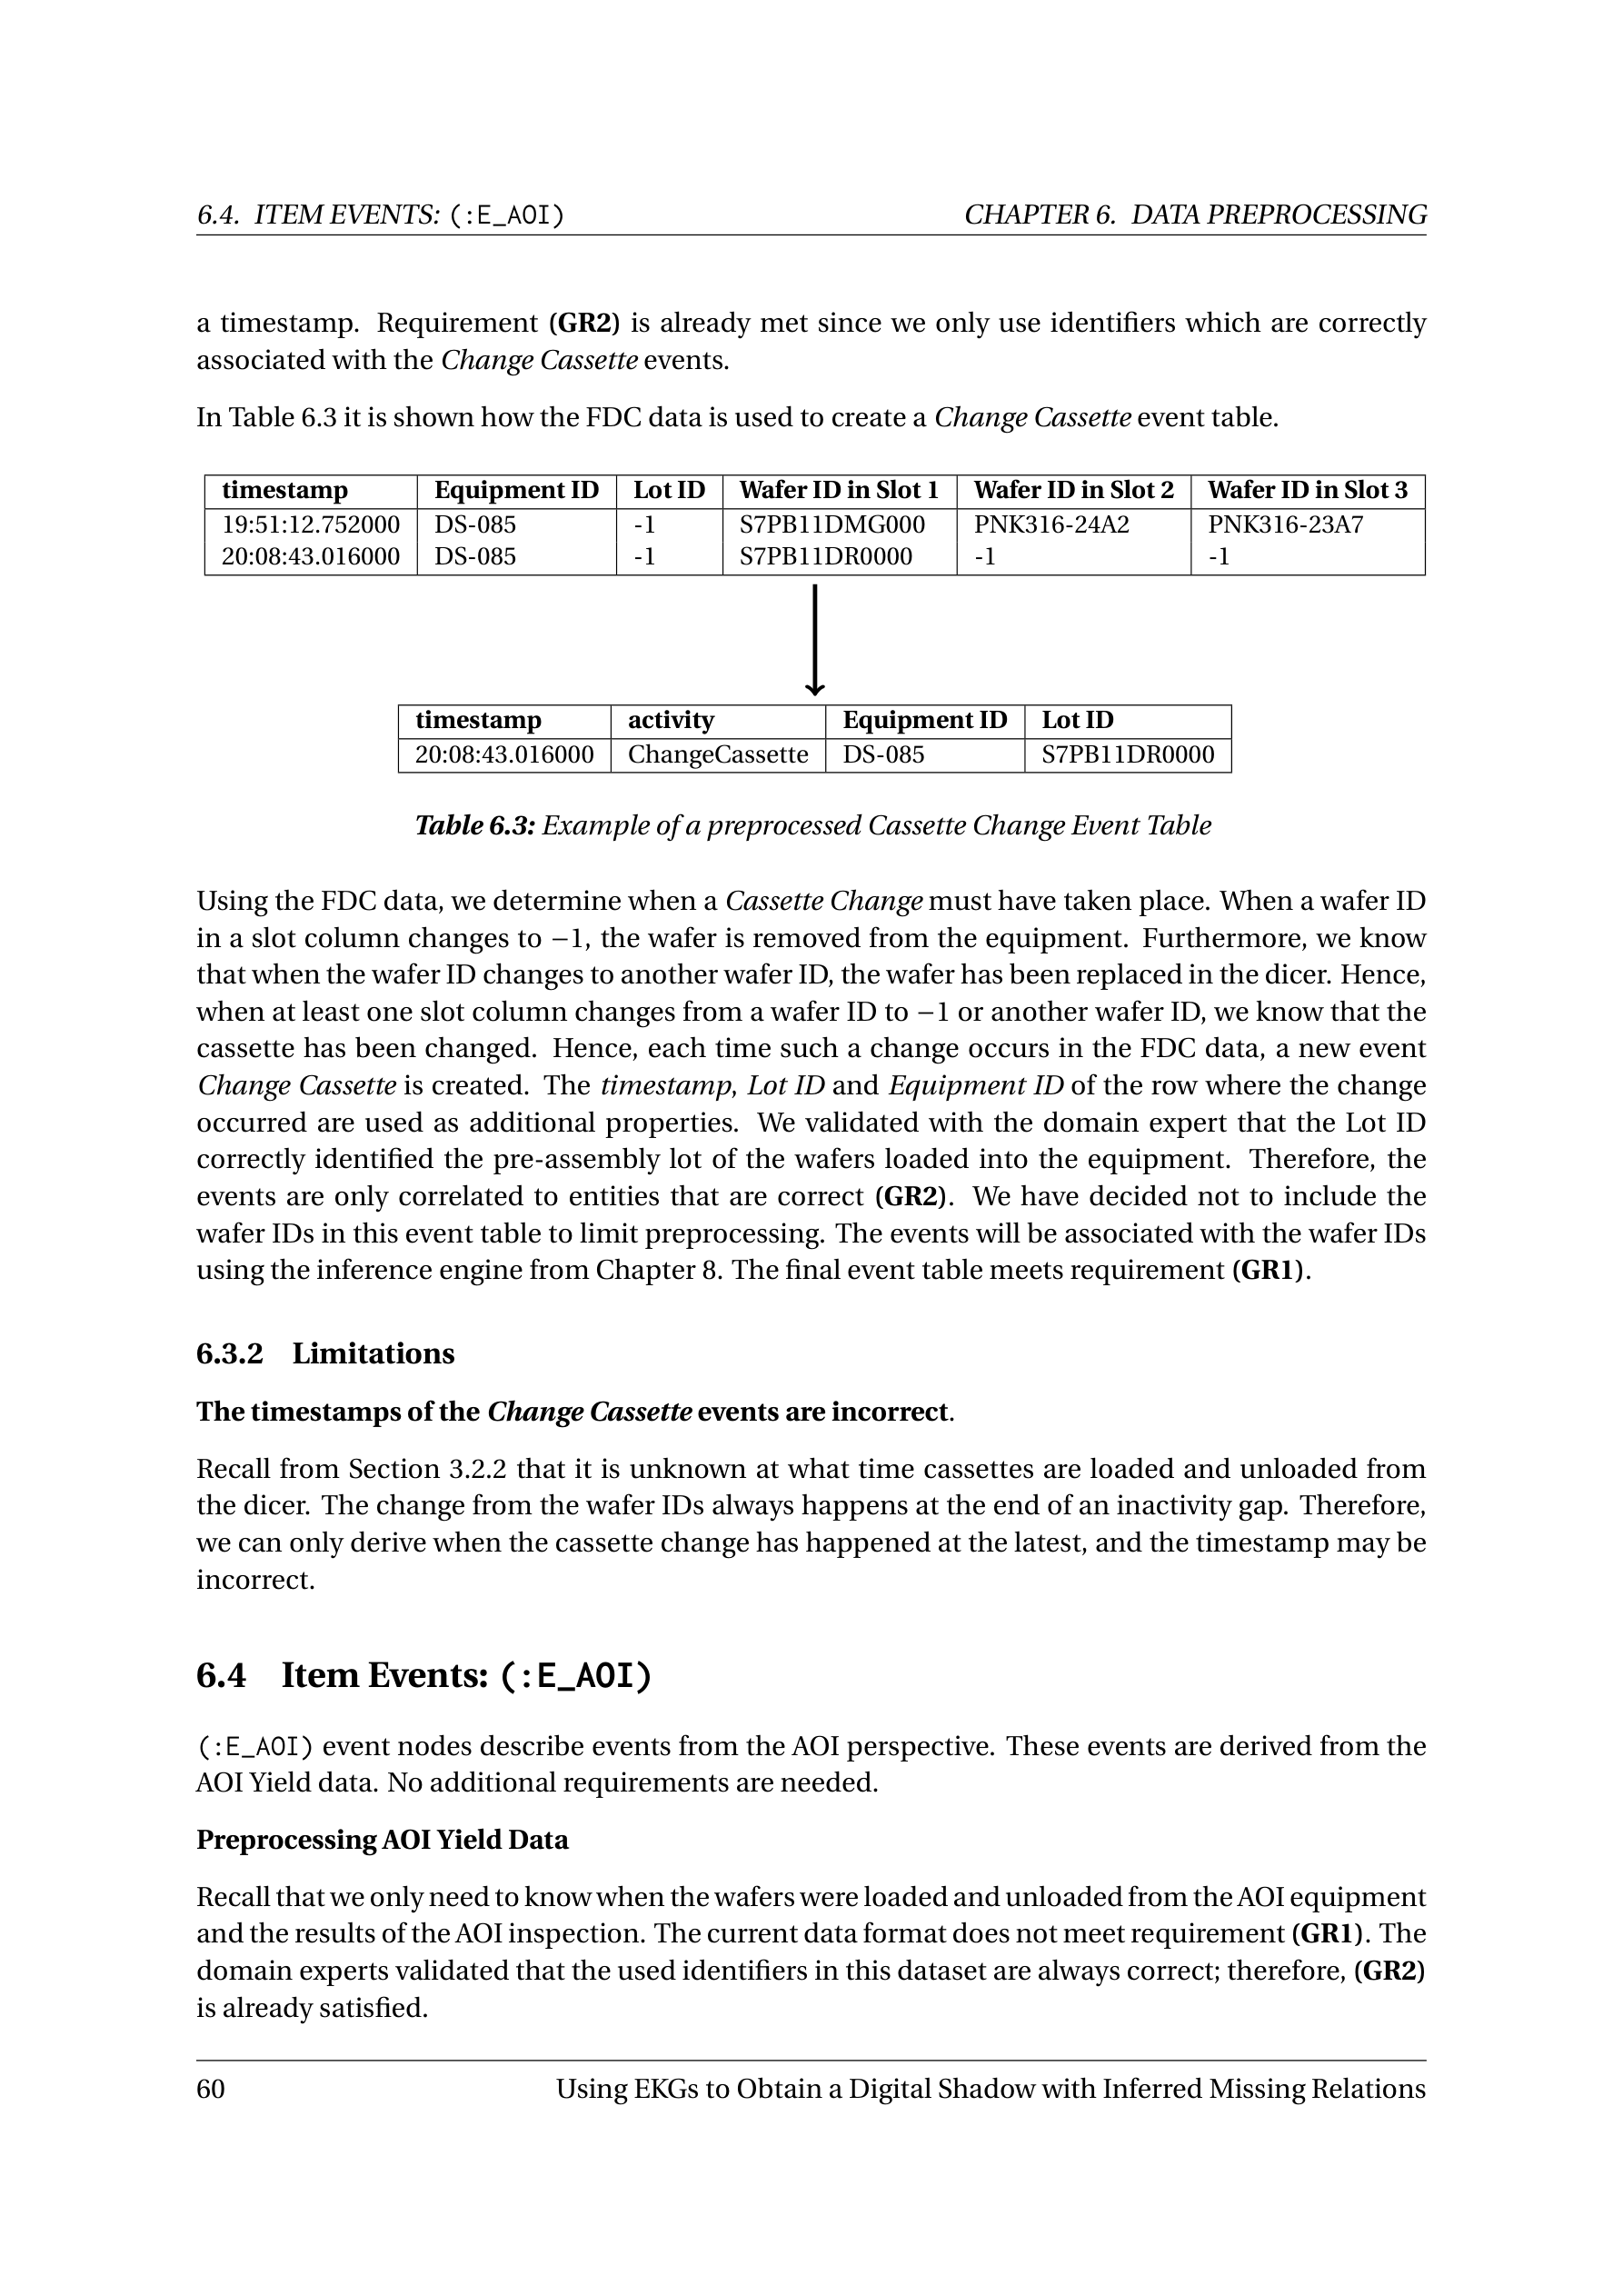 6.4. ITEM EVENTS: (:E_AOI) CHAPTER 6. DATA PREPROCESSING
a timestamp. Requirement (GR2) is already met since we only use identifiers which are correctly
associated with the Change Cassette events.
In Table 6.3 it is shown how the FDC data is used to create a Change Cassette event table.
timestamp Equipment ID Lot ID Wafer ID in Slot 1 Wafer ID in Slot 2 Wafer ID in Slot 3
19:51:12.752000 DS-085 -1 S7PB11DMG000 PNK316-24A2 PNK316-23A7
20:08:43.016000 DS-085 -1 S7PB11DR0000 -1 -1
timestamp activity Equipment ID Lot ID
20:08:43.016000 ChangeCassette DS-085 S7PB11DR0000
Table 6.3: Example of a preprocessed Cassette Change Event Table
Using the FDC data, we determine when a Cassette Change must have taken place. When a wafer ID
in a slot column changes to −1, the wafer is removed from the equipment. Furthermore, we know
that when the wafer ID changes to another wafer ID, the wafer has been replaced in the dicer. Hence,
when at least one slot column changes from a wafer ID to −1 or another wafer ID, we know that the
cassette has been changed. Hence, each time such a change occurs in the FDC data, a new event
Change Cassette is created. The timestamp, Lot ID and Equipment ID of the row where the change
occurred are used as additional properties. We validated with the domain expert that the Lot ID
correctly identified the pre-assembly lot of the wafers loaded into the equipment. Therefore, the
events are only correlated to entities that are correct (GR2). We have decided not to include the
wafer IDs in this event table to limit preprocessing. The events will be associated with the wafer IDs
using the inference engine from Chapter 8. The final event table meets requirement (GR1).
6.3.2 Limitations
The timestamps of the Change Cassette events are incorrect.
Recall from Section 3.2.2 that it is unknown at what time cassettes are loaded and unloaded from
the dicer. The change from the wafer IDs always happens at the end of an inactivity gap. Therefore,
we can only derive when the cassette change has happened at the latest, and the timestamp may be
incorrect.
6.4 Item Events: (:E_AOI)
(:E_AOI) event nodes describe events from the AOI perspective. These events are derived from the
AOI Yield data. No additional requirements are needed.
Preprocessing AOI Yield Data
Recall that we only need to know when the wafers were loaded and unloaded from the AOI equipment
and the results of the AOI inspection. The current data format does not meet requirement (GR1). The
domain experts validated that the used identifiers in this dataset are always correct; therefore, (GR2)
is already satisfied.
60 Using EKGs to Obtain a Digital Shadow with Inferred Missing Relations